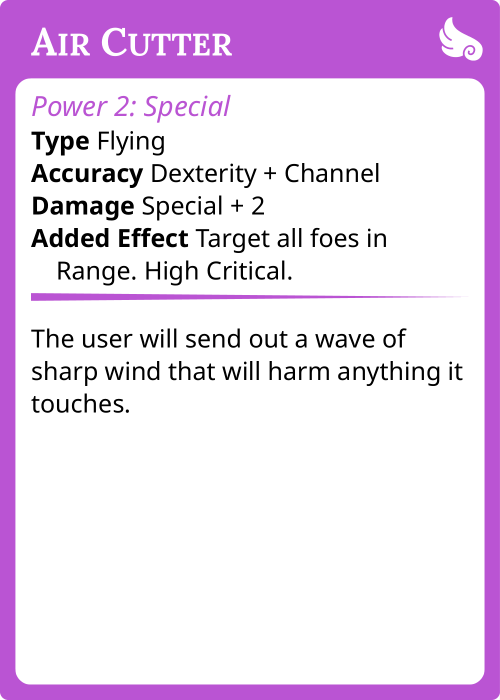 AIR CUTTER
Power 2: Special
Type Flying
Accuracy Dexterity + Channel
Damage Special + 2
Added Effect Target all foes in
Range. High Critical.
The user will send out a wave of
sharp wind that will harm anything it
touches.